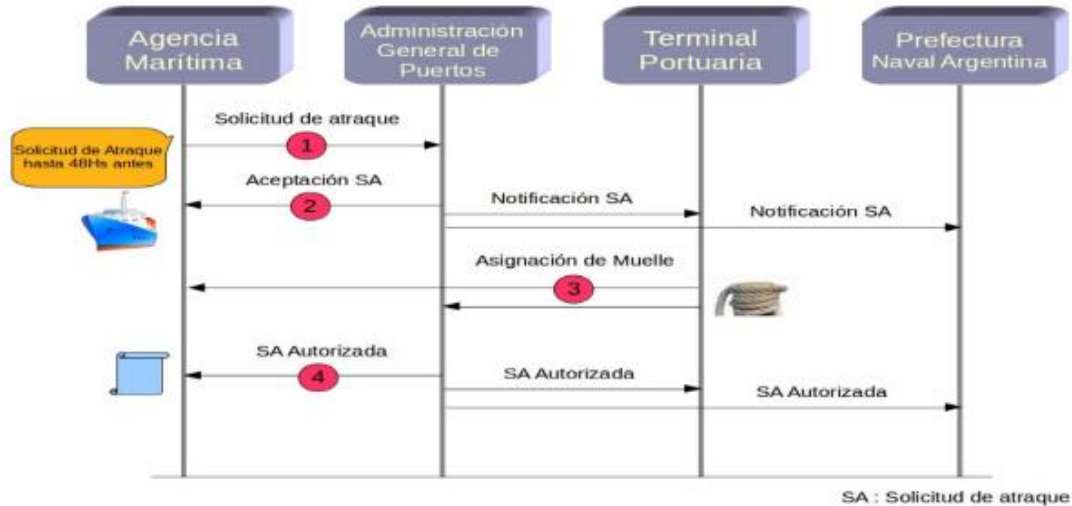 Agencia
Marítima
Administración
General de
Puertos
Terminal
Portuaria
Prefectura
Naval Argentina
Solicitud de atraque
1
Solicitud de Atraque
hasta 48Hs antes
Aceptación SA
2
Notificación SA
Notificación SA
Asignación de Muelle
3
SA Autorizada
4
SA Autorizada
SA Autorizada
SA : Solicitud de atraque